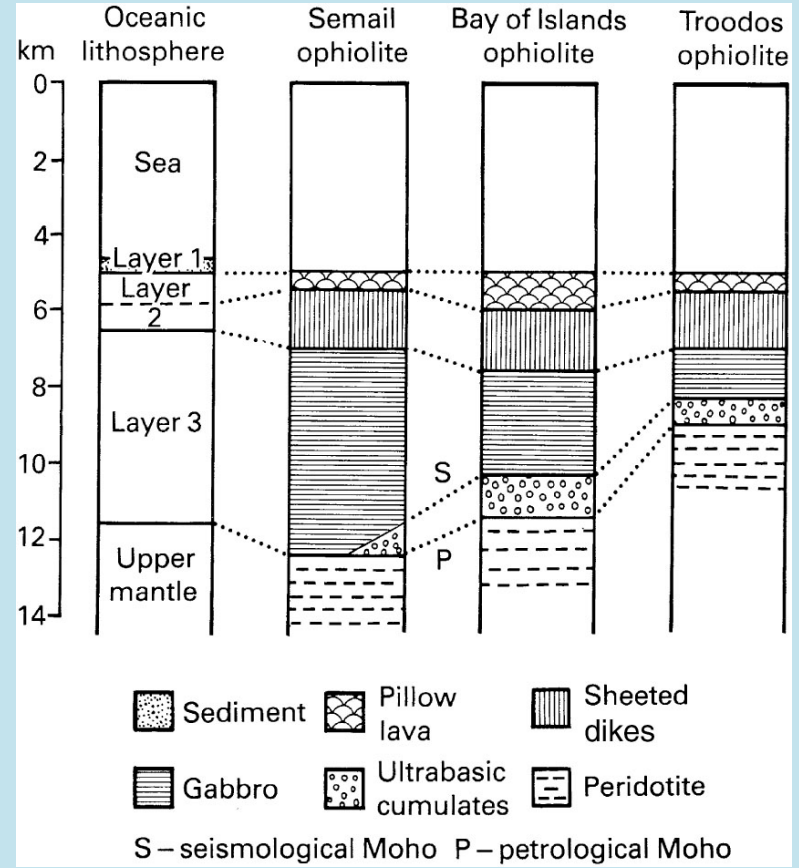 Oceanic
lithosphere
Semail
ophiolite
Bay of Islands
ophiolite
Troodos
ophiolite
km
0
2
4
6
8
10
12
14
Sea
Layer 1
Layer
2
Layer 3
Upper
mantle
S
P
Sediment
Pillow
lava
Sheeted
dikes
Gabbro
Ultrabasic
cumulates
Peridotite
S – seismological Moho P – petrological Moho